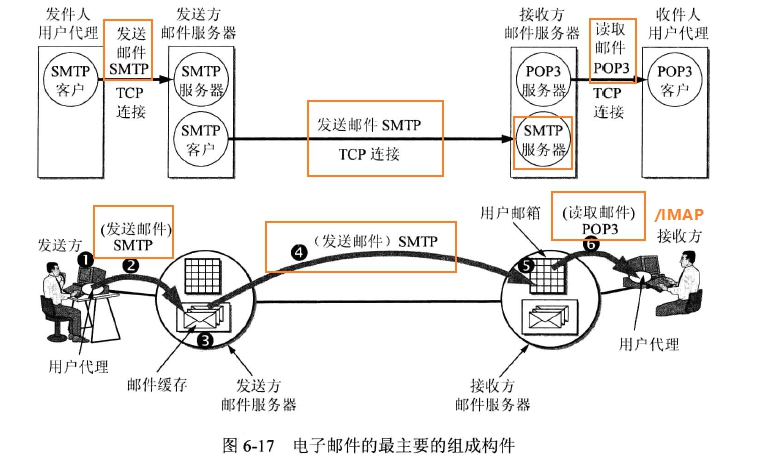 发件人
用户代理
发送方
邮件服务器
接收方
邮件服务器
收件人
用户代理
SMTP
客户
发送
邮件
SMTP
TCP
连接
SMTP
服务器
SMTP
客户
发送邮件 SMTP
TCP 连接
POP3
服务器
SMTP
服务器
读取
邮件
POP3
TCP
连接
POP3
客户
发送方
(发送邮件)
SMTP
(发送邮件) SMTP
用户邮箱
(读取邮件)
POP3
/IMAP
接收方
❶
❷
❸
❹
❺
❻
用户代理
邮件缓存
发送方
邮件服务器
接收方
邮件服务器
用户代理
图 6-17 电子邮件的最主要的组成构件